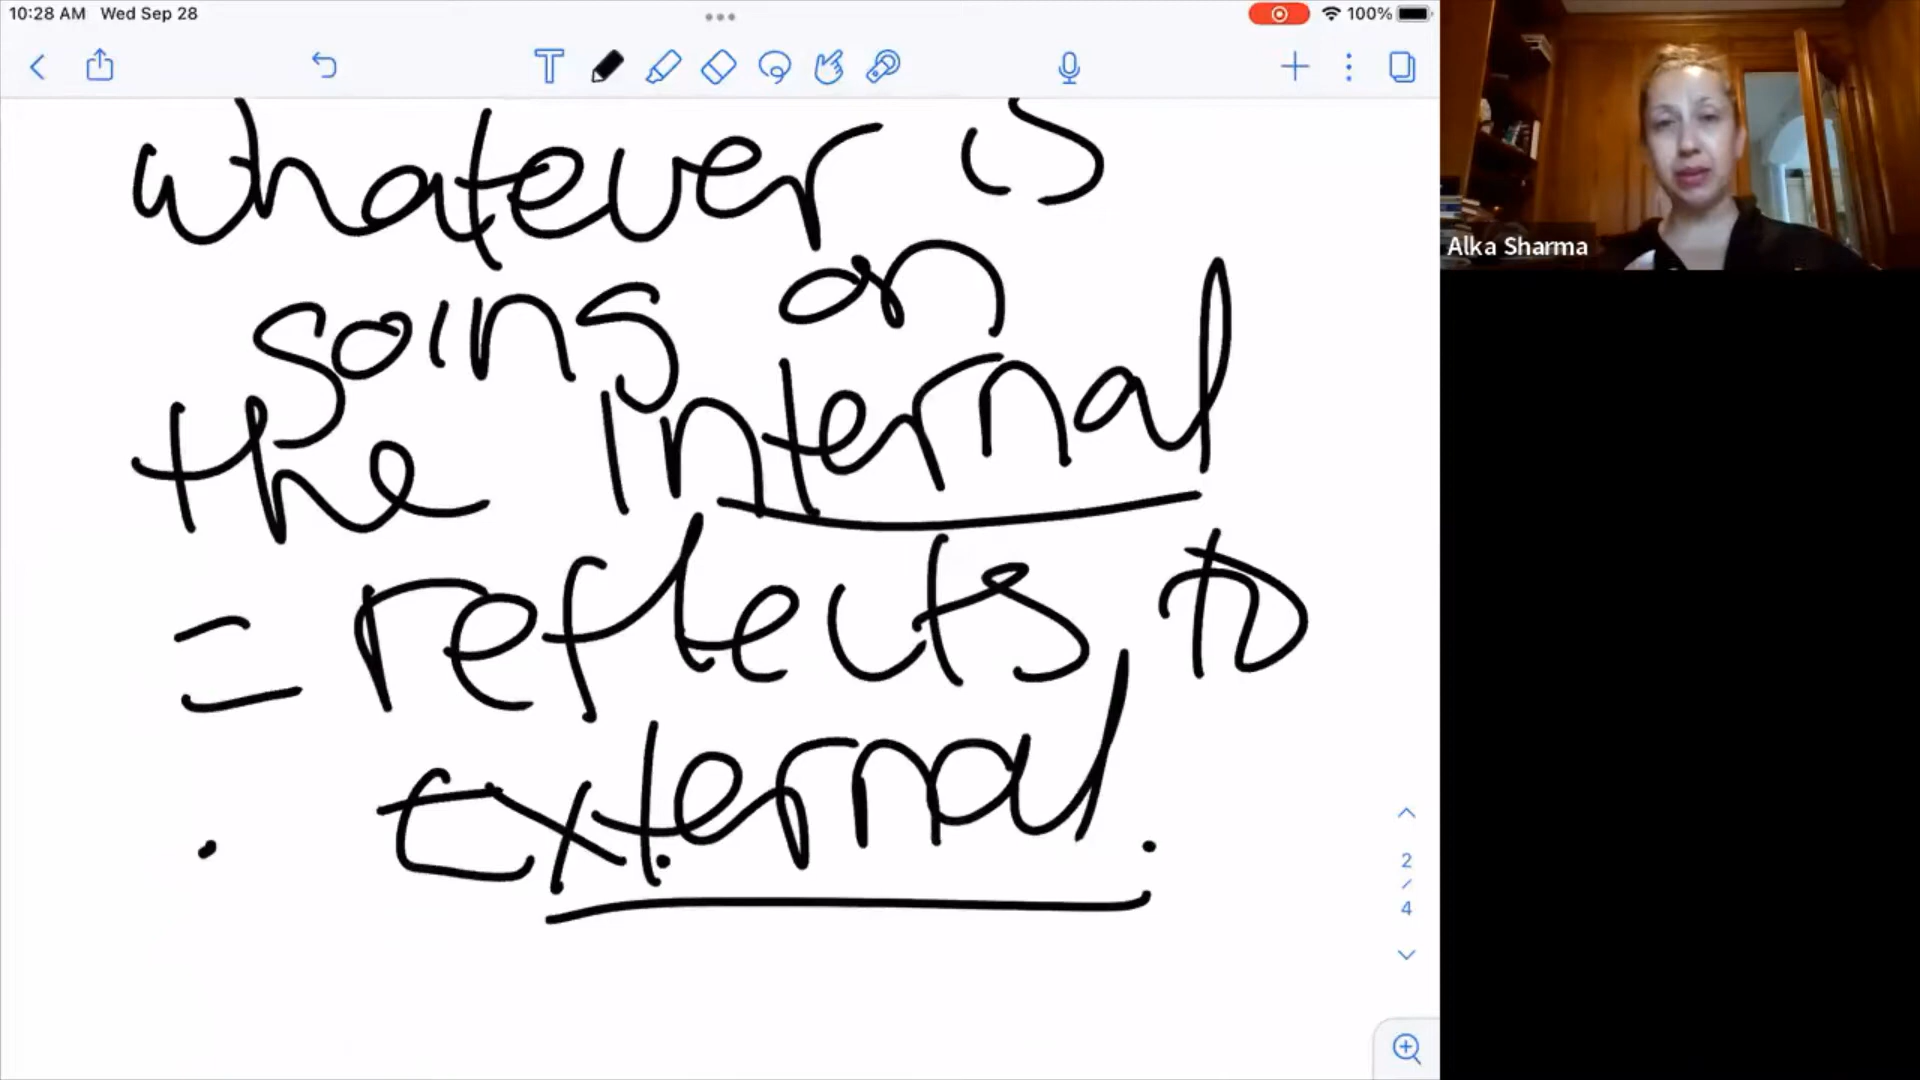 10:28 AM Wed Sep 28
100%
T
Alka Sharma
whatever is
going on
the internal
= reflects to
. External.
2
/
4